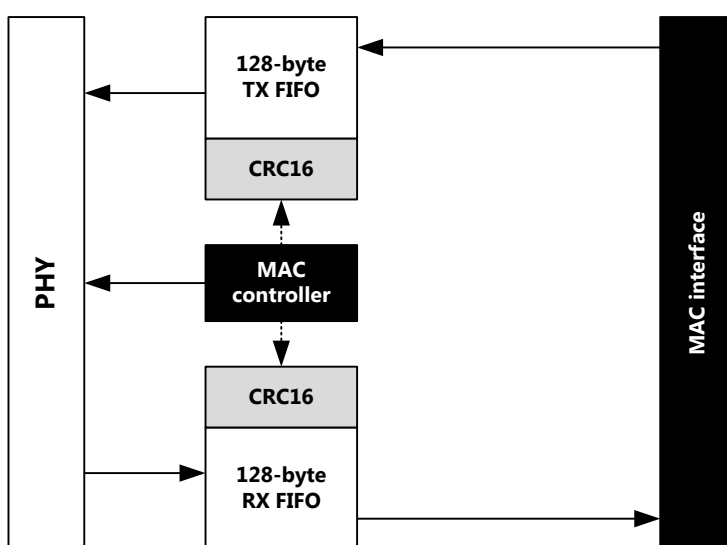 128-byte
TX FIFO
CRC16
PHY
MAC
controller
MAC interface
CRC16
128-byte
RX FIFO